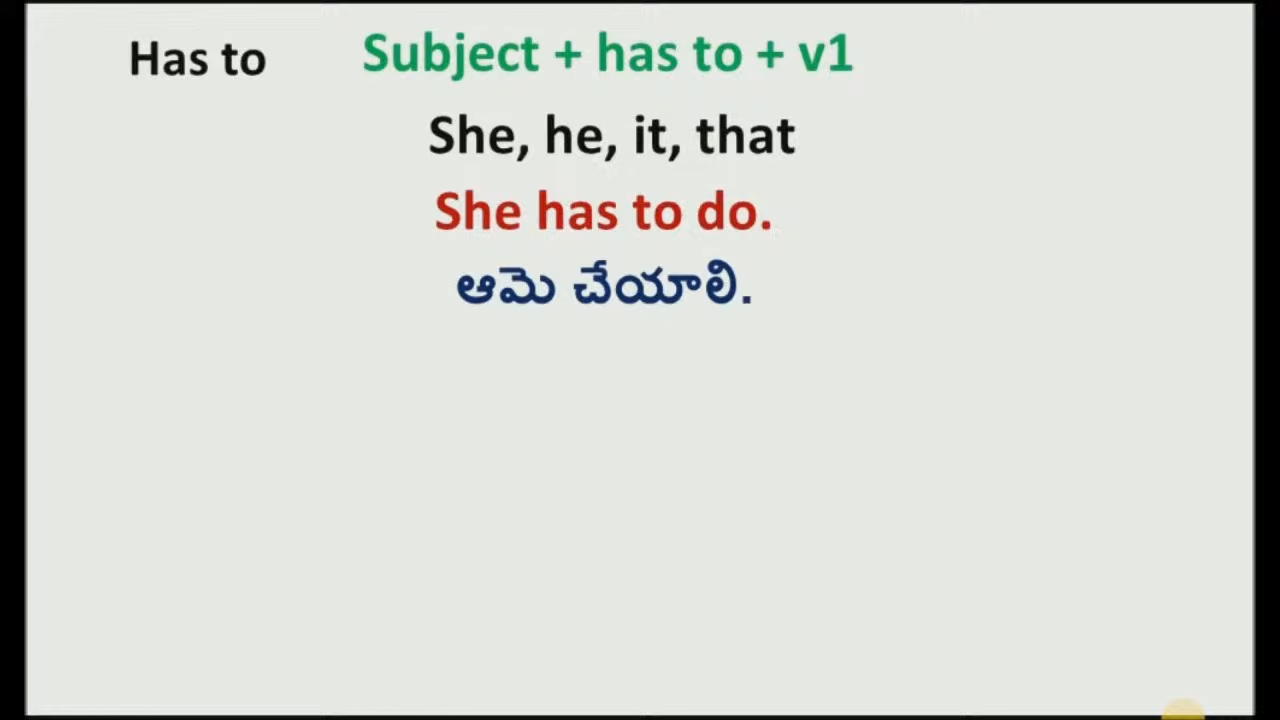 Has to Subject + has to + v1
She, he, it, that
She has to do.
ఆమె చేయాలి.